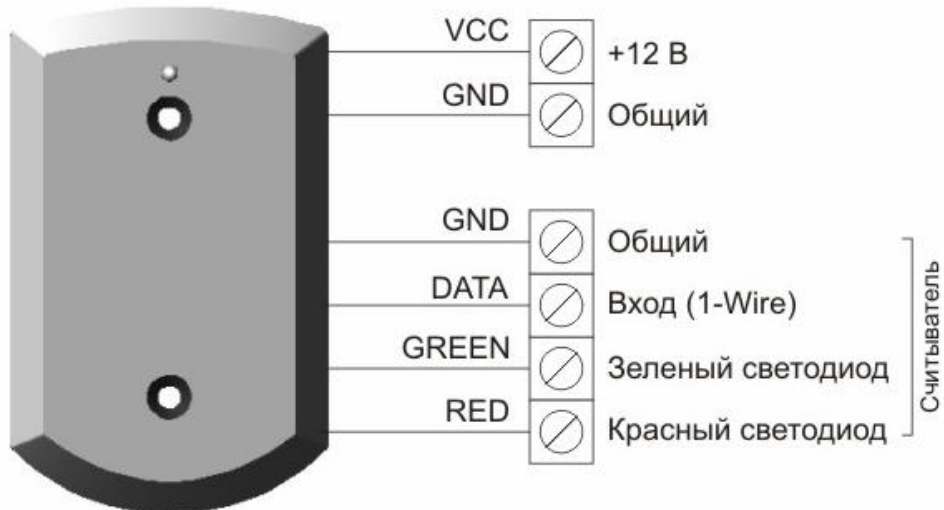 VCC
+12 В
GND
Общий
GND
Общий
DATA
Вход (1-Wire)
GREEN
Зеленый светодиод
RED
Красный светодиод
Считыватель